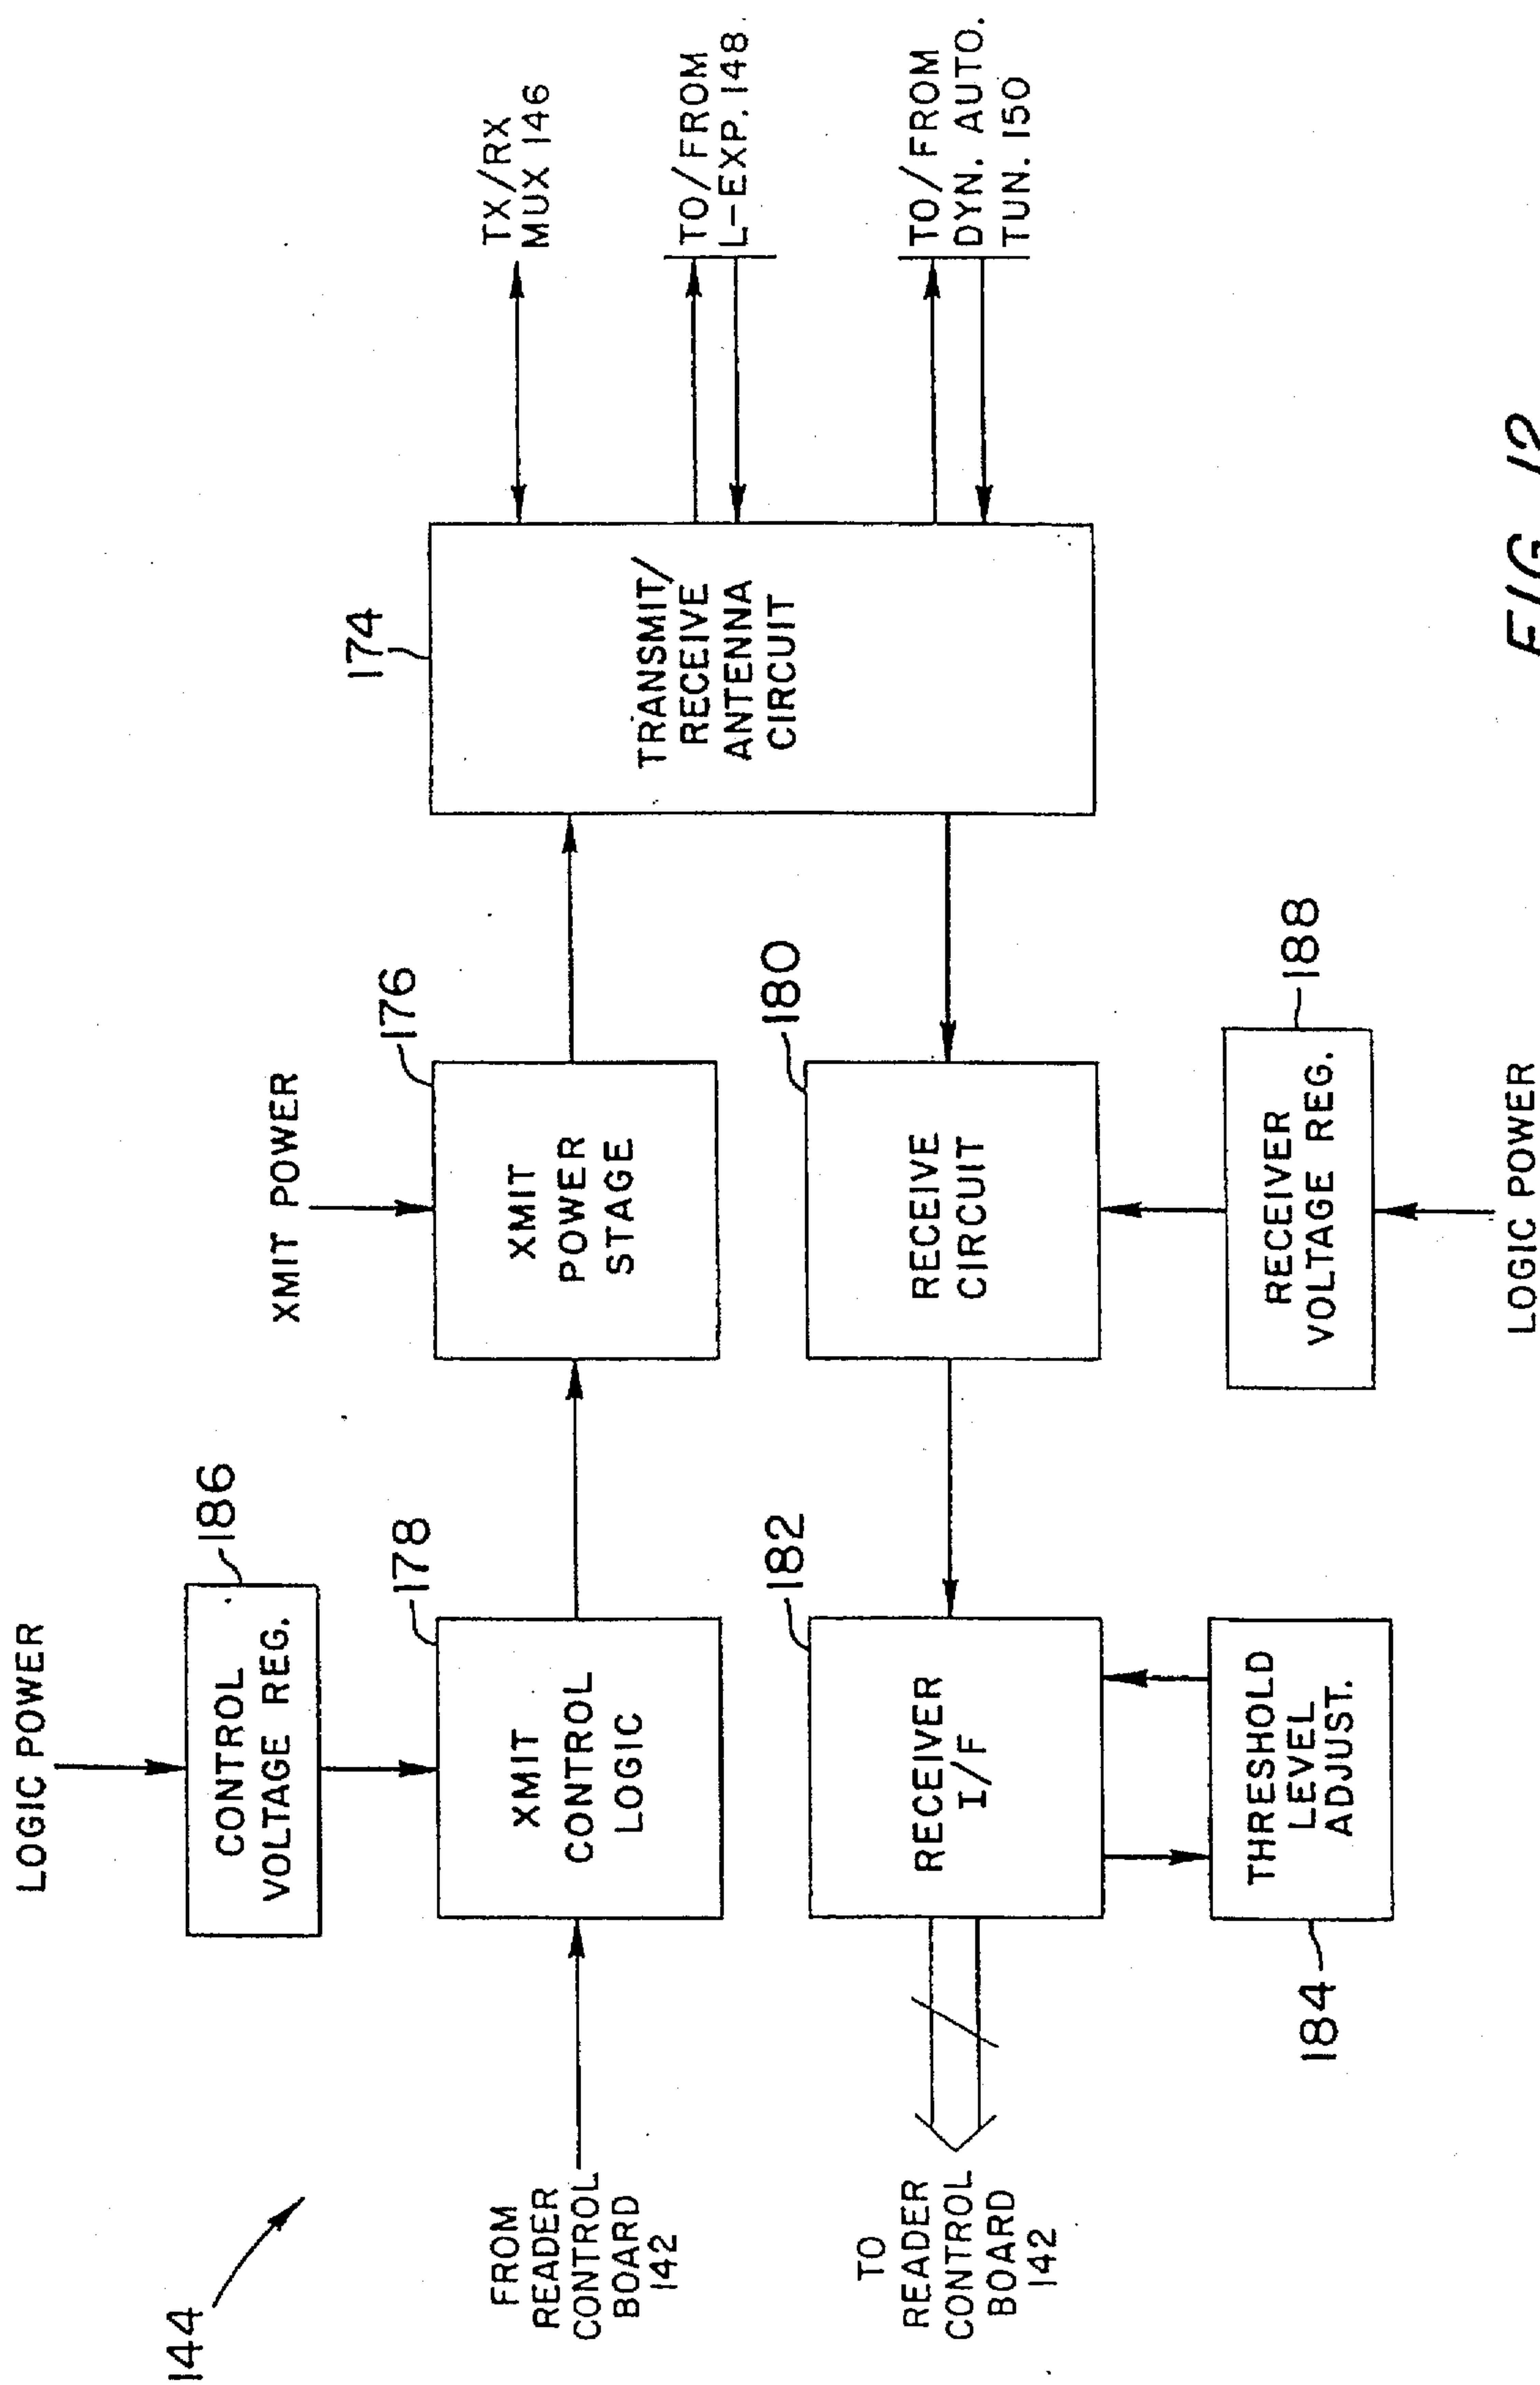 144
LOGIC POWER
186
CONTROL
VOLTAGE REG.
178
XMIT
CONTROL
LOGIC
FROM
READER
CONTROL
BOARD
142
XMIT POWER
176
XMIT
POWER
STAGE
174
TRANSMIT/
RECEIVE
ANTENNA
CIRCUIT
TX/RX
MUX 146
TO/FROM
L-EXP. 148
TO/FROM
DYN. AUTO.
TUN. 150
TO
READER
CONTROL
BOARD
142
182
RECEIVER
I/F
180
RECEIVE
CIRCUIT
184
THRESHOLD
LEVEL
ADJUST.
188
RECEIVER
VOLTAGE REG.
LOGIC POWER
FIG. 12